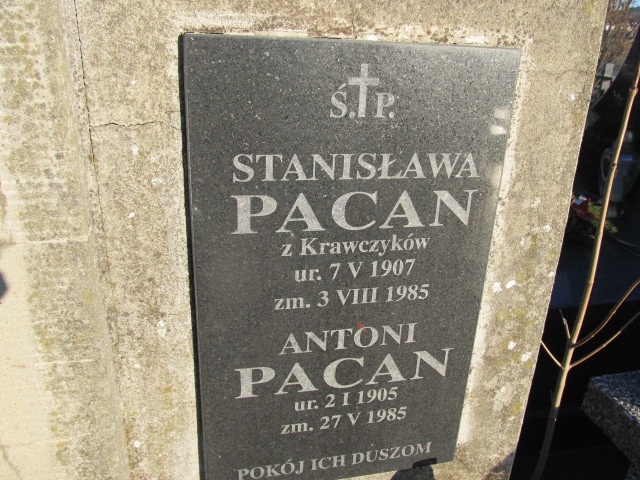 Ś.P.
STANISŁAWA
PACAN
z Krawczyków
ur. 7 V 1907
zm. 3 VIII 1985
ANTONI
PACAN
ur. 2 I 1905
zm. 27 V 1985
POKÓJ ICH DUSZOM